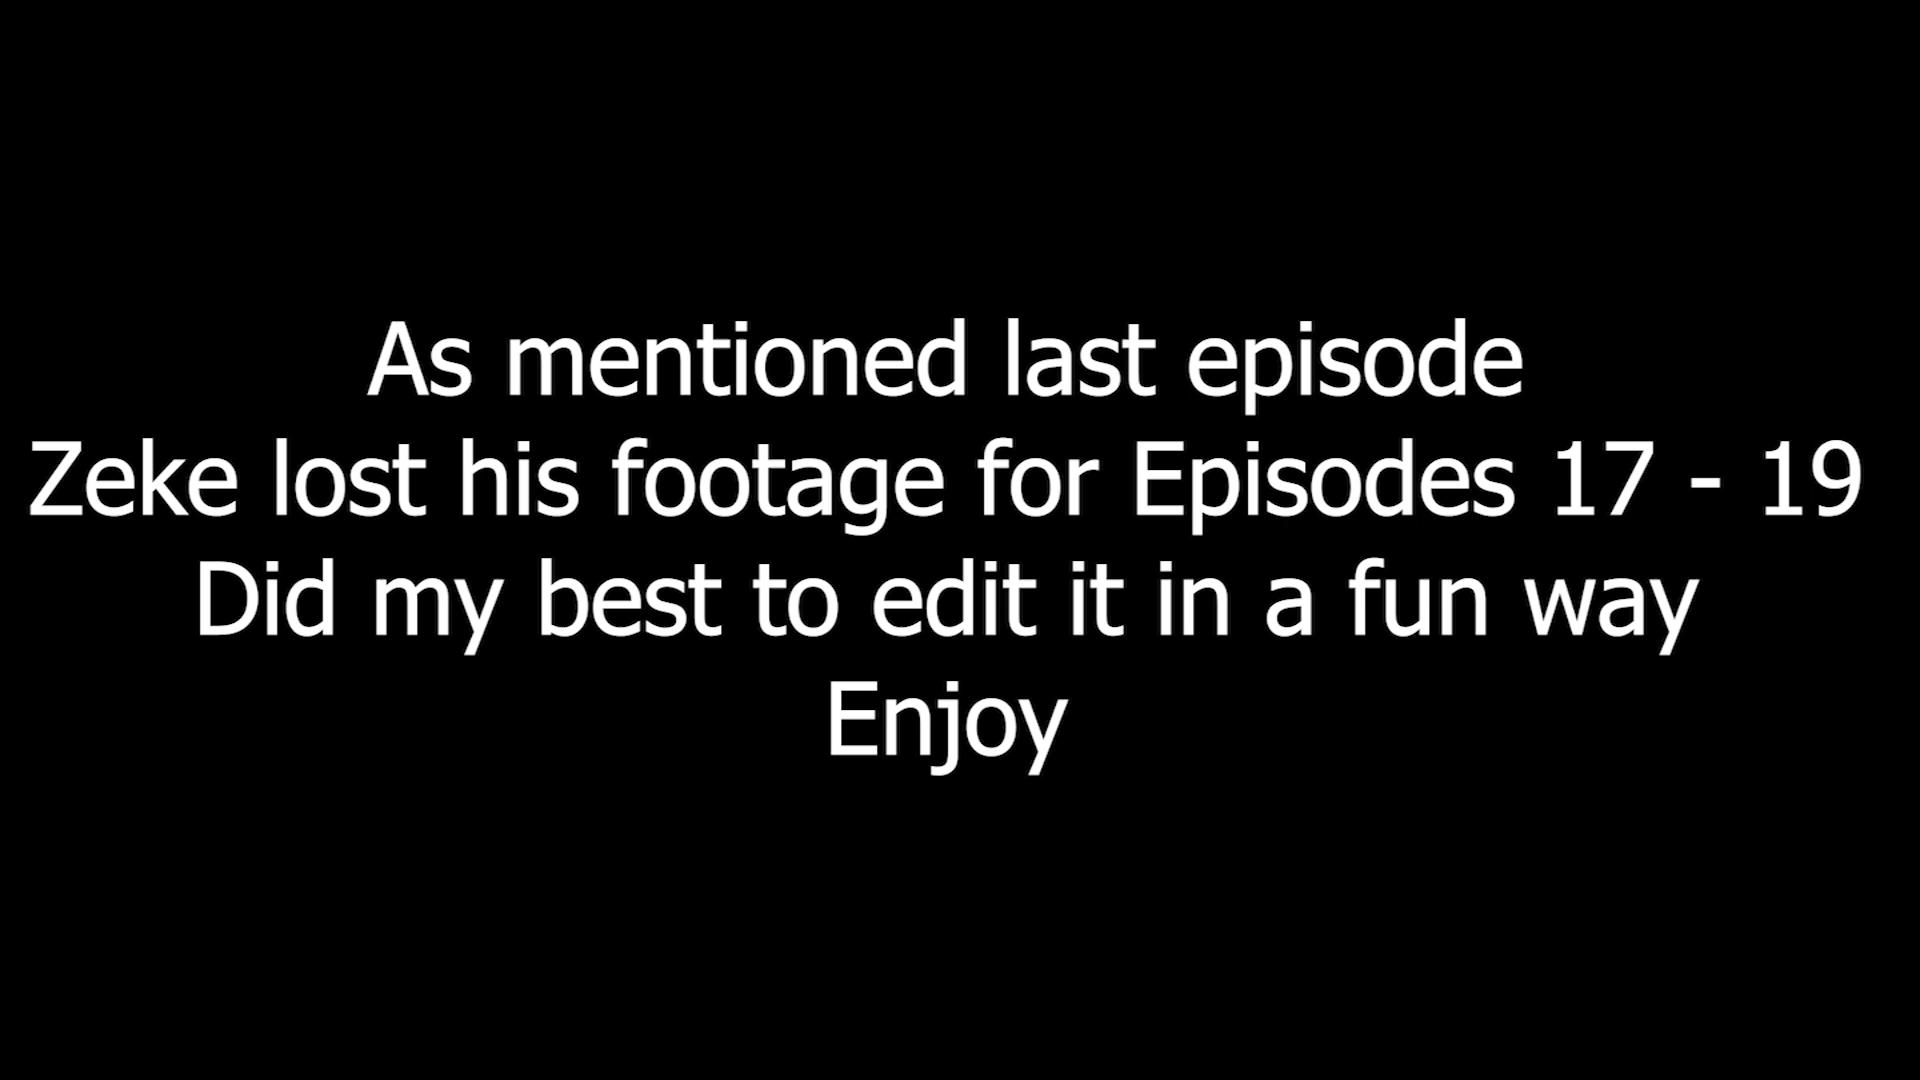 As mentioned last episode
Zeke lost his footage for Episodes 17 - 19
Did my best to edit it in a fun way
Enjoy